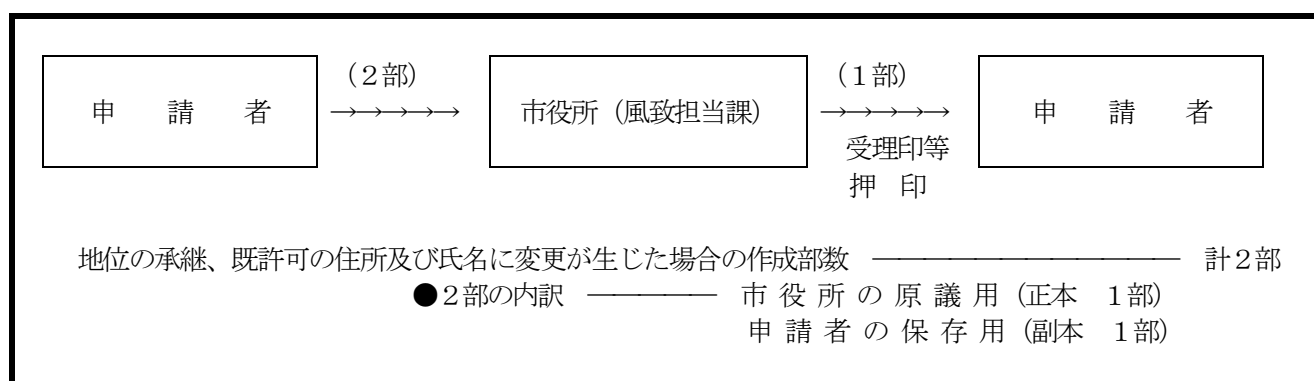 (２部) (１部)
申　請　者 →→→→→ 市役所（風致担当課） →→→→→ 申　請　者
受理印等
押　印
地位の承継、既許可の住所及び氏名に変更が生じた場合の作成部数 ―――――――――――― 計２部
●２部の内訳 ――――― 市 役 所 の 原 議 用 (正本　１部)
申 請 者 の 保 存 用 (副本　１部)